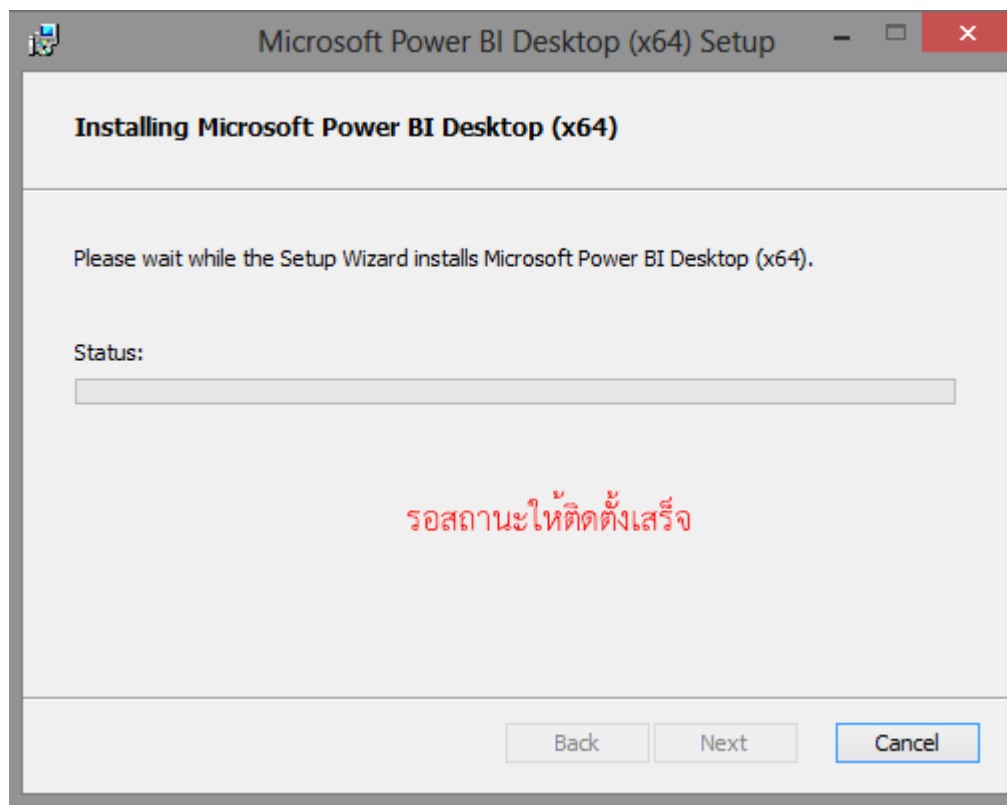 Microsoft Power BI Desktop (x64) Setup
Installing Microsoft Power BI Desktop (x64)
Please wait while the Setup Wizard installs Microsoft Power BI Desktop (x64).
Status:
รอสถานะให้ติดตั้งเสร็จ
Back Next Cancel